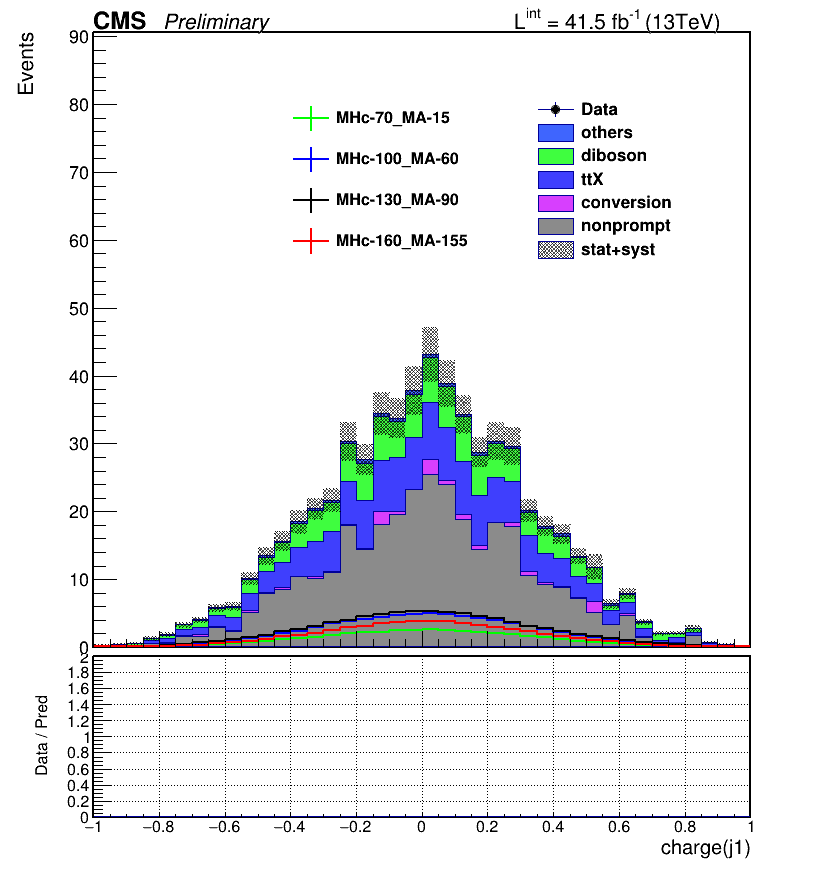 CMS Preliminary L^int = 41.5 fb^-1 (13TeV)
Events
90
80
70
60
50
40
30
20
10
0
MHc-70_MA-15
MHc-100_MA-60
MHc-130_MA-90
MHc-160_MA-155
Data
others
diboson
ttX
conversion
nonprompt
stat+syst
Data / Pred
2
1.8
1.6
1.4
1.2
1
0.8
0.6
0.4
0.2
0
−1 −0.8 −0.6 −0.4 −0.2 0 0.2 0.4 0.6 0.8 1
charge(j1)